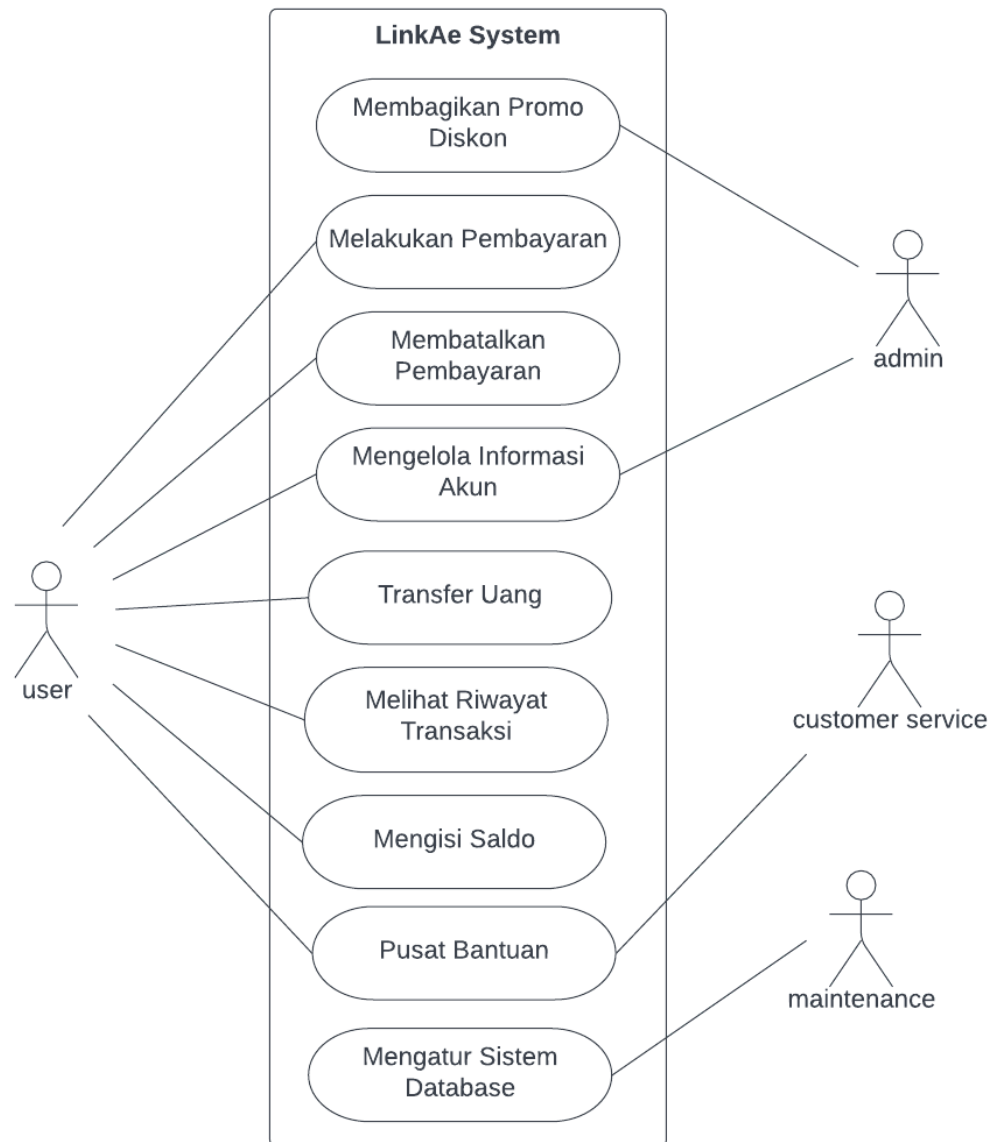 LinkAe System
Membagikan Promo
Diskon
Melakukan Pembayaran
Membatalkan
Pembayaran
admin
Mengelola Informasi
Akun
Transfer Uang
user
Melihat Riwayat
Transaksi
customer service
Mengisi Saldo
Pusat Bantuan
maintenance
Mengatur Sistem
Database